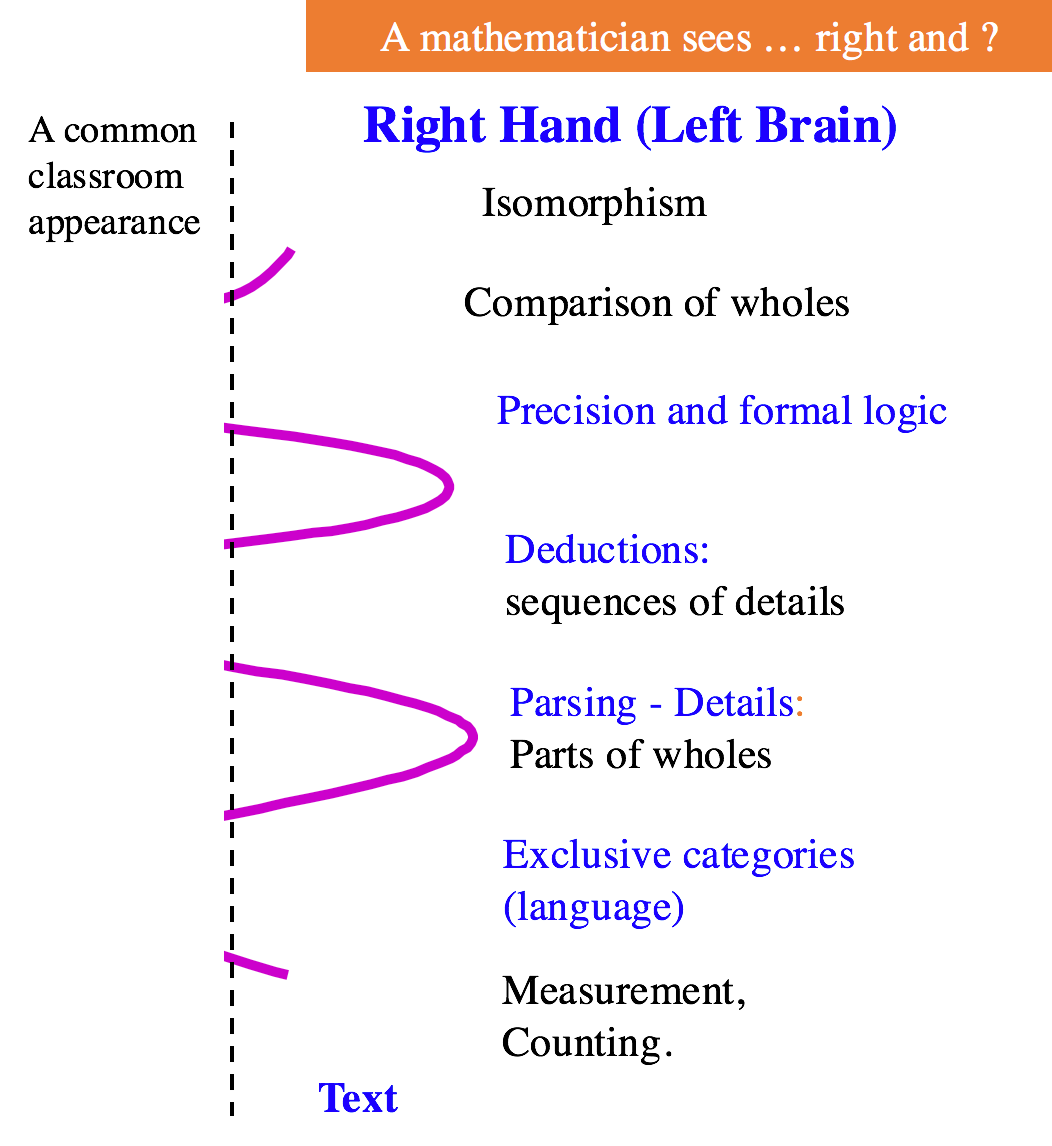 A mathematician sees … right and ?
A common
classroom
appearance
Right Hand (Left Brain)
Isomorphism
Comparison of wholes
Precision and formal logic
Deductions:
sequences of details
Parsing - Details:
Parts of wholes
Exclusive categories
(language)
Measurement,
Counting.
Text